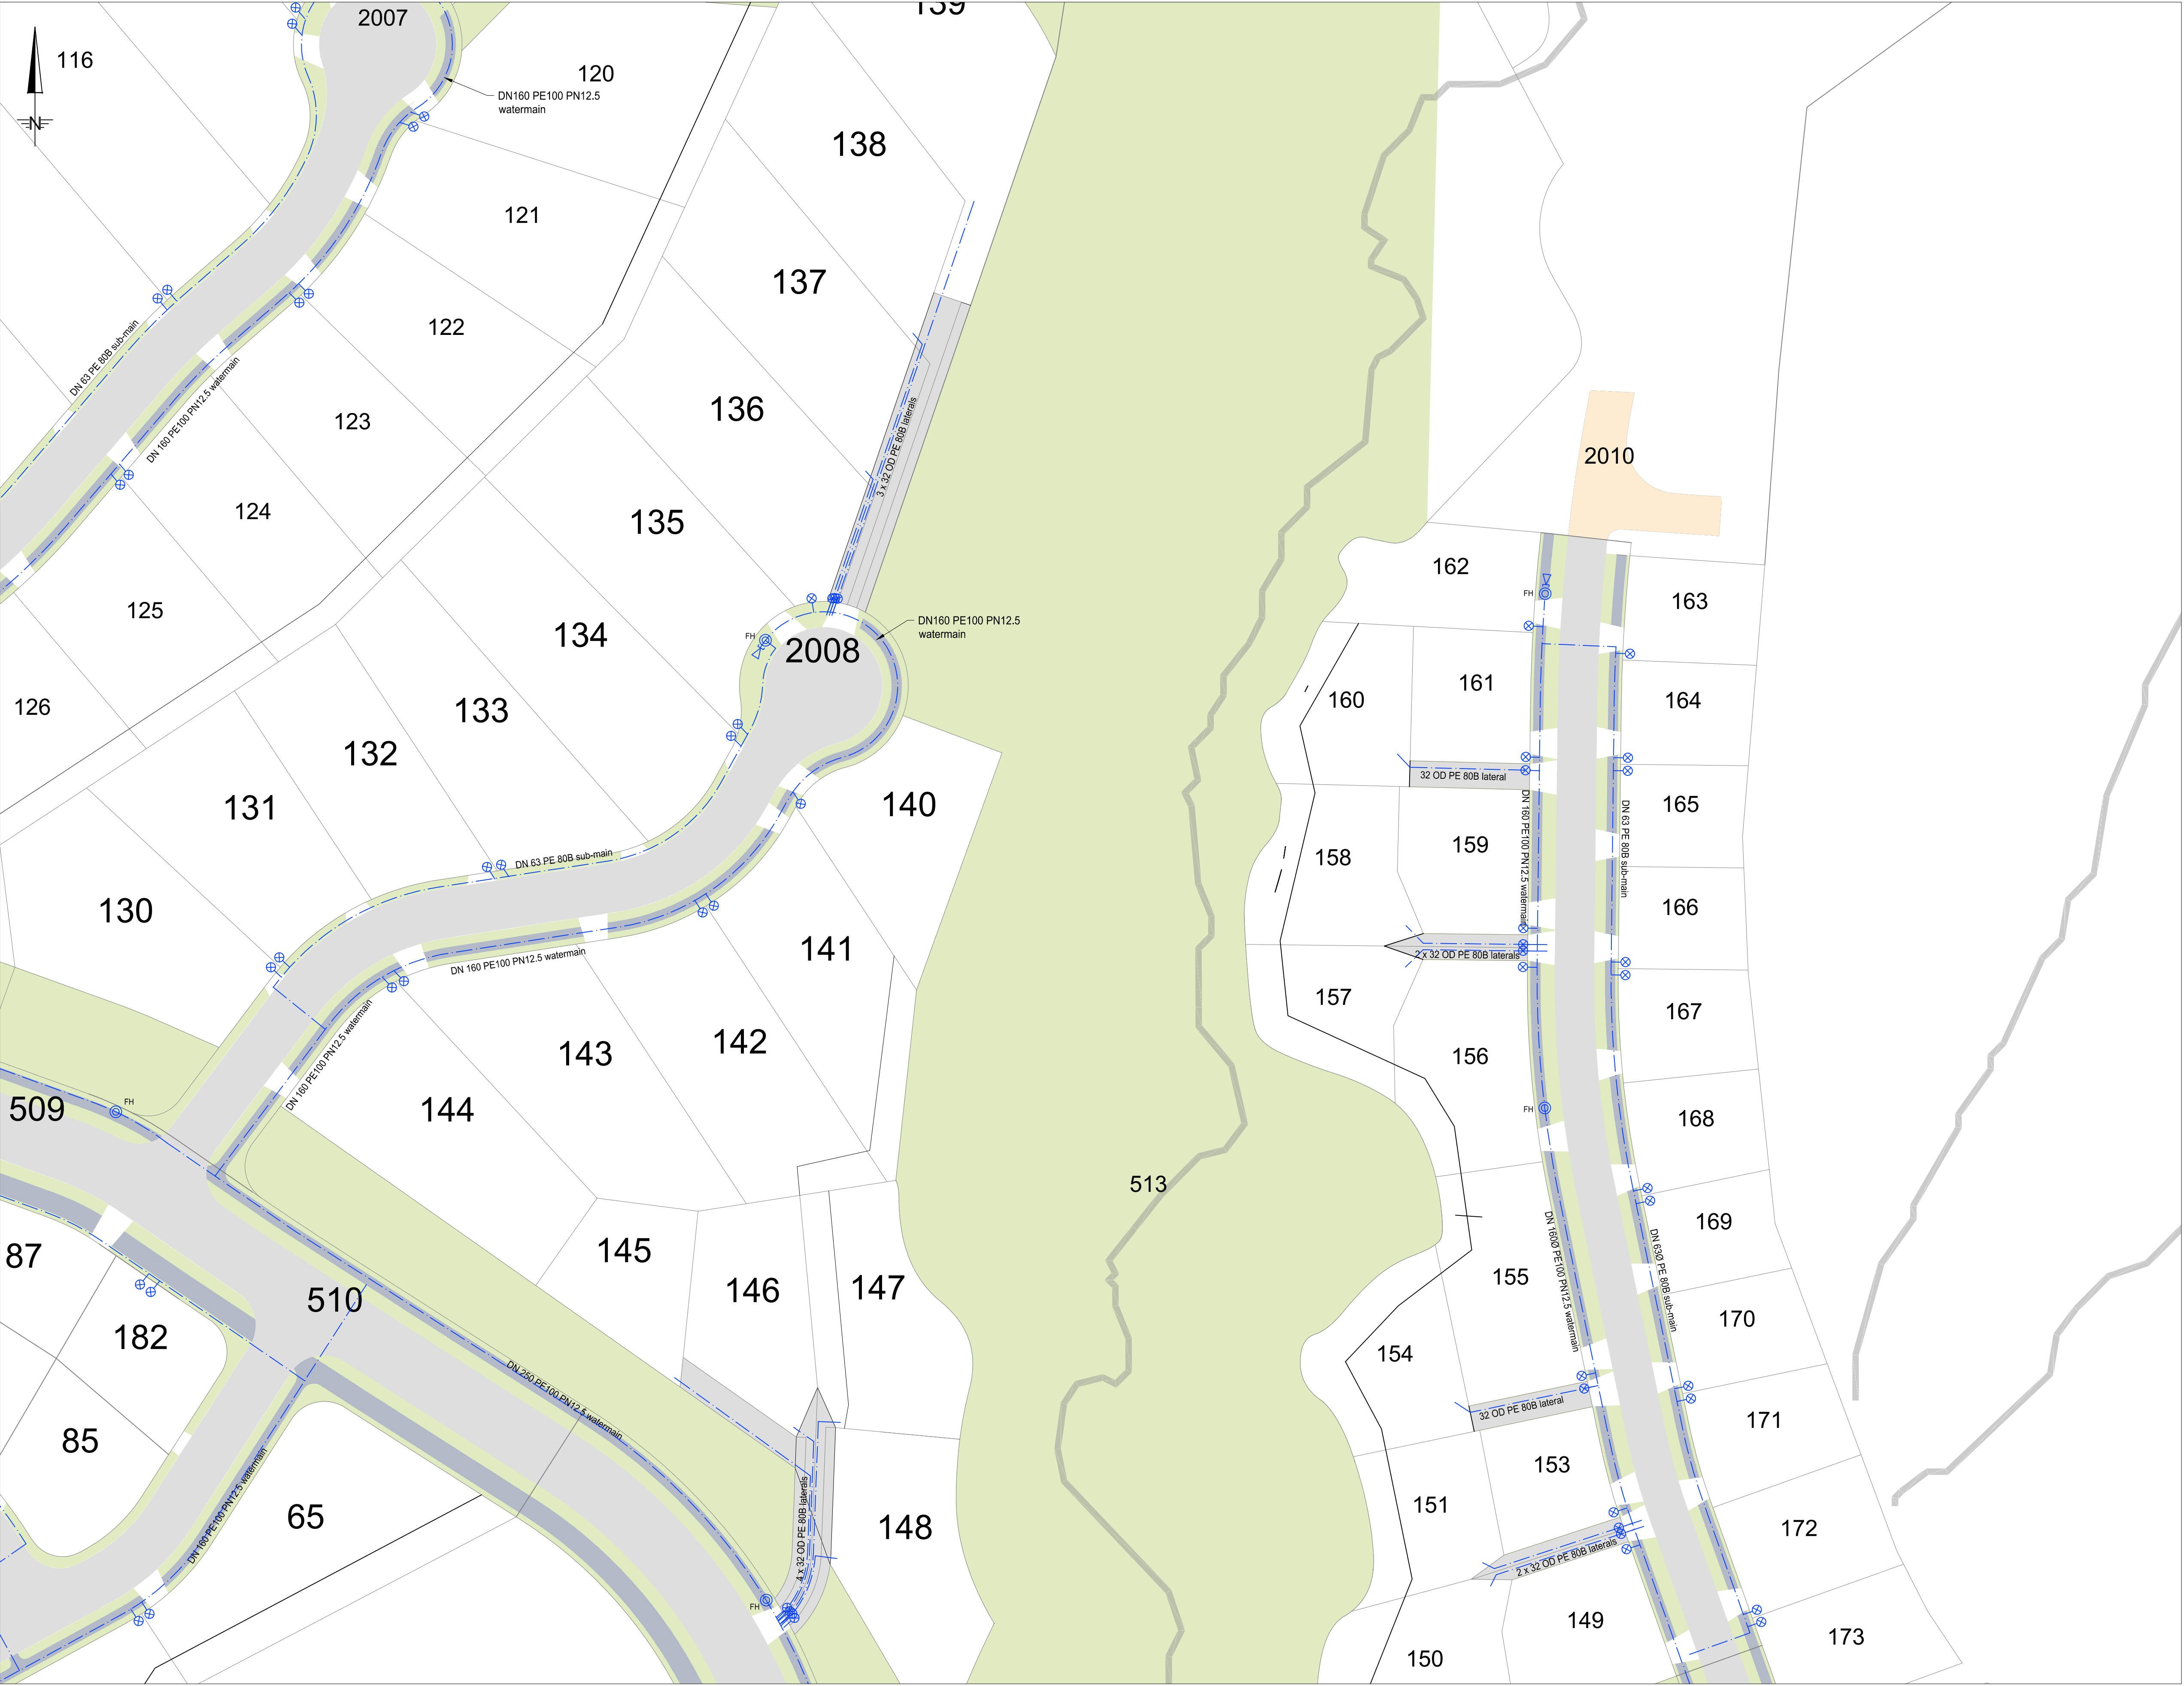 139
2007
116
120
DN160 PE100 PN12.5
watermain
N
138
121
137
DN 63 PE 80B sub-main
122
DN 160 PE100 PN12.5 watermain
123
136
3 x 32 OD PE 80B laterals
2010
124
135
162
163
FH
125
134
FH
DN160 PE100 PN12.5
watermain
2008
161
164
160
126
133
132
32 OD PE 80B lateral
131
140
165
DN 160 PE100 PN12.5 watermain
DN 63 PE 80B sub-main
158
159
DN 63 PE 80B sub-main
130
166
141
DN 160 PE100 PN12.5 watermain
2 x 32 OD PE 80B laterals
157
167
DN 160 PE100 PN12.5 watermain
142
143
156
FH
509
144
FH
168
513
169
87
145
146
147
155
DN 160Ø PE100 PN12.5 watermain
DN 63Ø PE 80B sub-main
510
182
170
154
DN 250 PE100 PN12.5 watermain
32 OD PE 80B lateral
171
85
153
DN 160 PE100 PN12.5 watermain
65
4 x 32 OD PE 80B laterals
148
151
172
2 x 32 OD PE 80B laterals
FH
149
173
150